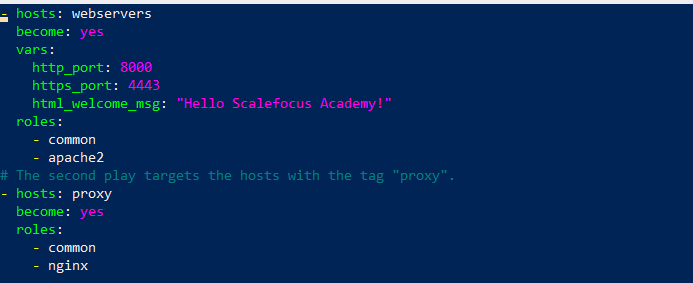 - hosts: webservers
  become: yes
  vars:
    http_port: 8000
    https_port: 4443
    html_welcome_msg: "Hello Scalefocus Academy!"
  roles:
    - common
    - apache2
# The second play targets the hosts with the tag "proxy".
- hosts: proxy
  become: yes
  roles:
    - common
    - nginx